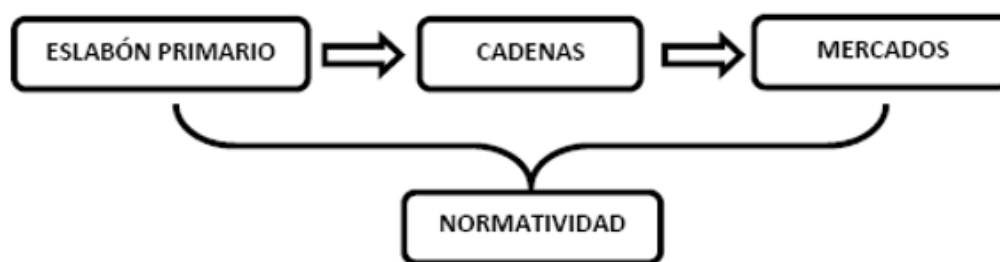 ESLABÓN PRIMARIO
CADENAS
MERCADOS
NORMATIVIDAD